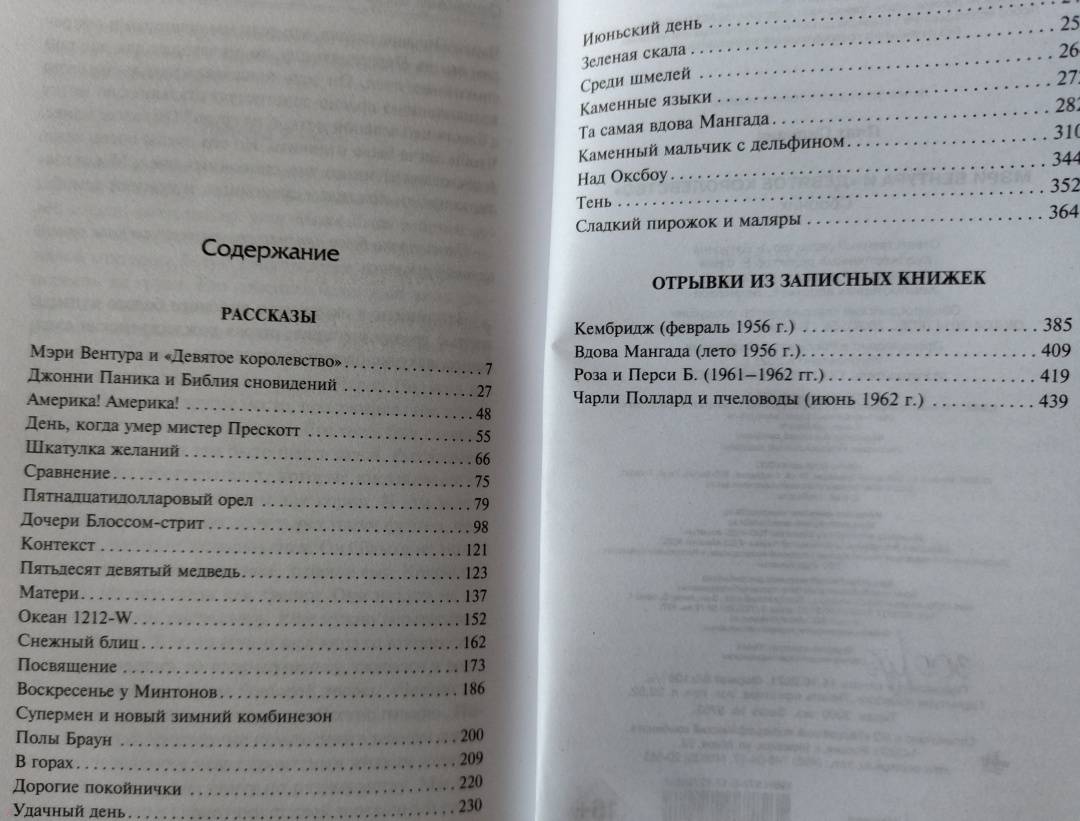 Содержание
РАССКАЗЫ
Мэри Вентура и «Девятое королевство» ..................... 7
Джонни Паника и Библия сновидений ..................... 27
Америка! Америка! ..................... 48
День, когда умер мистер Прескотт ..................... 55
Шкатулка желаний ..................... 66
Сравнение ..................... 75
Пятнадцатидолларовый орел ..................... 79
Дочери Блоссом-стрит ..................... 98
Контекст ..................... 121
Пятьдесят девятый медведь ..................... 123
Матери ..................... 137
Океан 1212-W ..................... 152
Снежный блиц ..................... 162
Посвящение ..................... 173
Воскресенье у Минтонов ..................... 186
Супермен и новый зимний комбинезон
Полы Браун ..................... 200
В горах ..................... 209
Дорогие покойнички ..................... 220
Удачный день ..................... 230
Июньский день .....................
Зеленая скала ..................... 25
Среди шмелей ..................... 26
Каменные языки ..................... 27
Та самая вдова Мангада ..................... 282
Каменный мальчик с дельфином ..................... 310
Над Оксбоу ..................... 344
Тень ..................... 352
Сладкий пирожок и маляры ..................... 364
ОТРЫВКИ ИЗ ЗАПИСНЫХ КНИЖЕК
Кембридж (февраль 1956 г.) ..................... 385
Вдова Мангада (лето 1956 г.) ..................... 409
Роза и Перси Б. (1961—1962 гг.) ..................... 419
Чарли Поллард и пчеловоды (июнь 1962 г.) ..................... 439